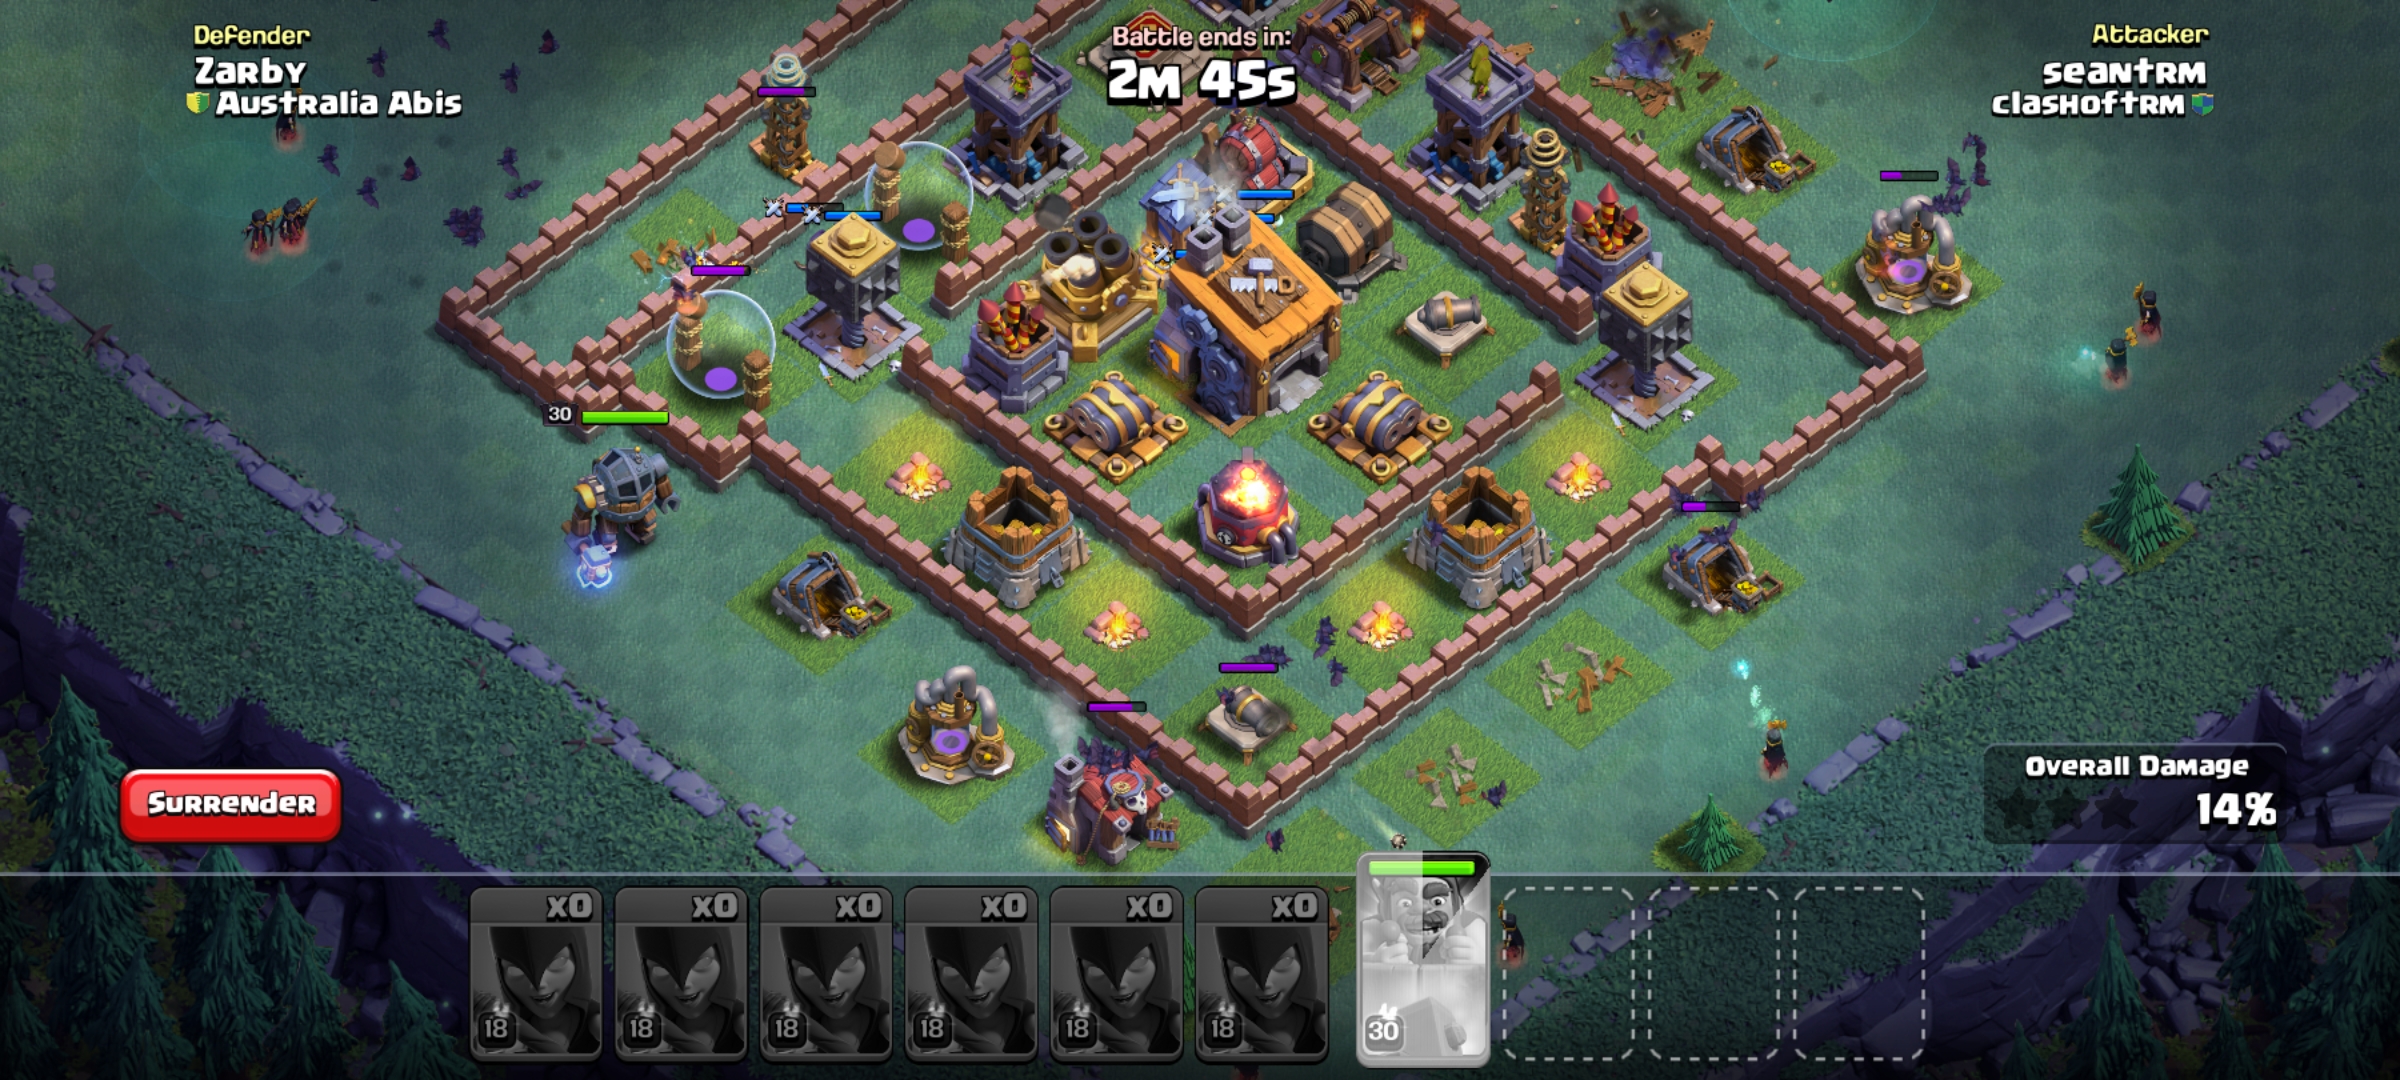 Defender
Zarby
Australia Abis
Battle ends in:
2M 45s
Attacker
seantrm
clashoftrm
30
Surrender
Overall Damage
14%
x0 x0 x0 x0 x0 x0
18 18 18 18 18 18 30